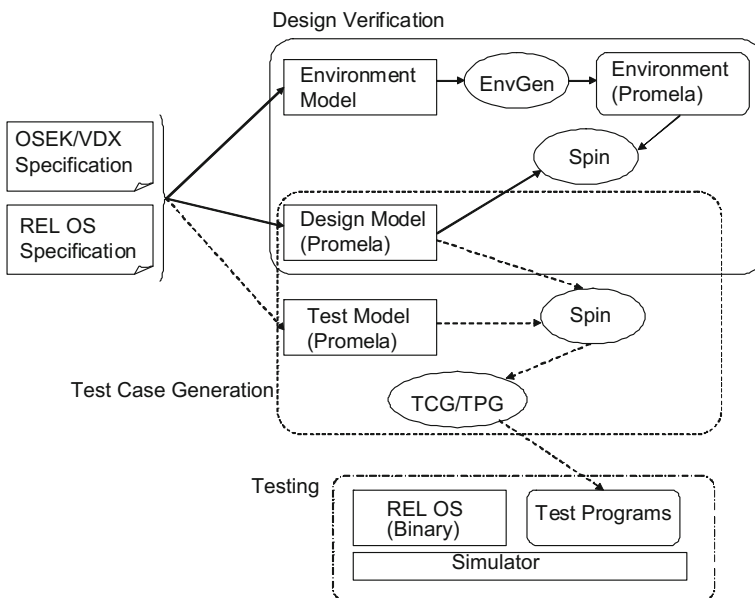 Design Verification
Environment
Model
EnvGen
Environment
(Promela)
OSEK/VDX
Specification
Spin
REL OS
Specification
Design Model
(Promela)
Test Model
(Promela)
Spin
Test Case Generation
TCG/TPG
Testing
REL OS
(Binary)
Test Programs
Simulator